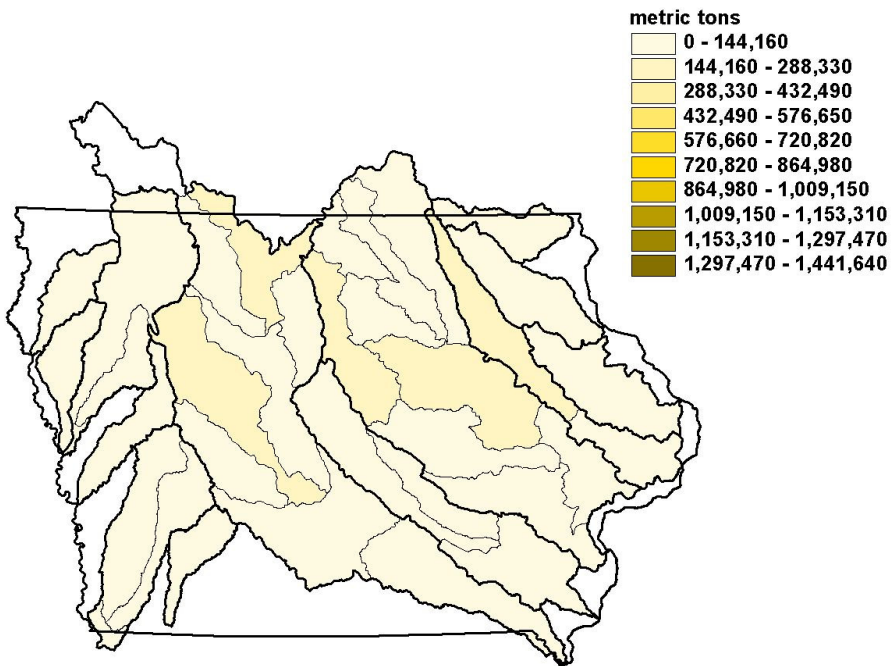 metric tons
0 - 144,160
144,160 - 288,330
288,330 - 432,490
432,490 - 576,650
576,660 - 720,820
720,820 - 864,980
864,980 - 1,009,150
1,009,150 - 1,153,310
1,153,310 - 1,297,470
1,297,470 - 1,441,640